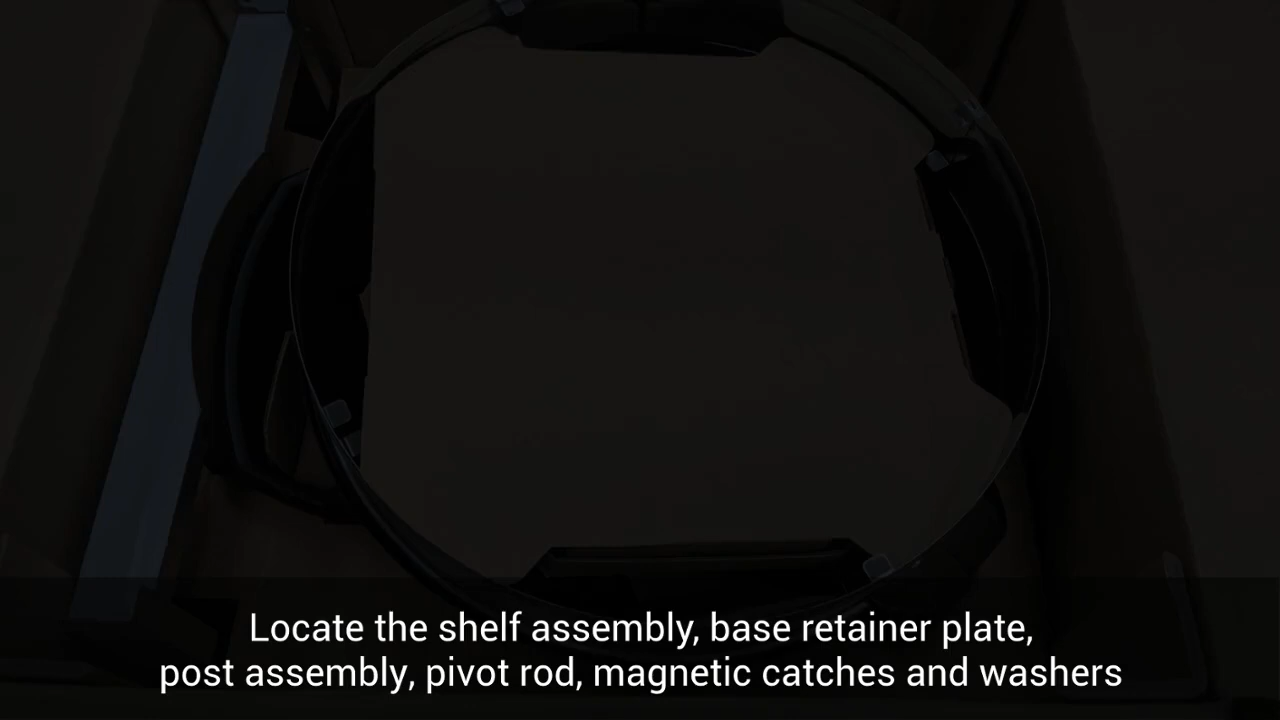 Locate the shelf assembly, base retainer plate,
post assembly, pivot rod, magnetic catches and washers